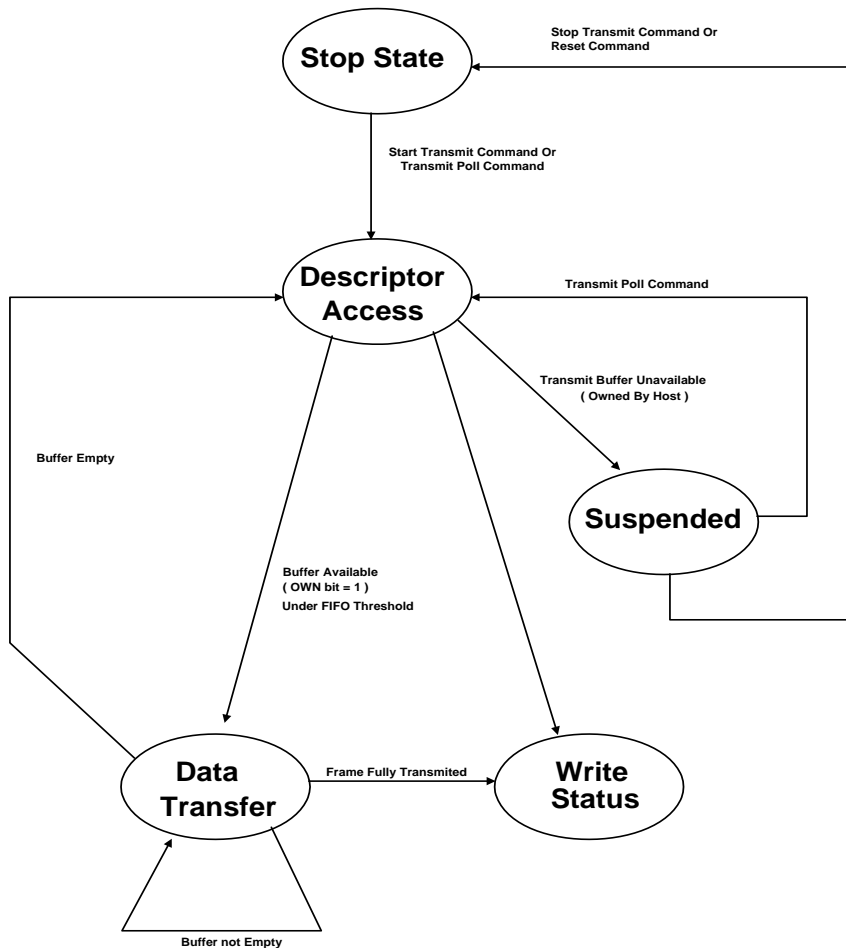 Stop Transmit Command Or
Reset Command
Stop State
Start Transmit Command Or
Transmit Poll Command
Descriptor
Access
Transmit Poll Command
Transmit Buffer Unavailable
( Owned By Host )
Buffer Empty
Suspended
Buffer Available
( OWN bit = 1 )
Under FIFO Threshold
Data
Transfer
Frame Fully Transmited
Write
Status
Buffer not Empty